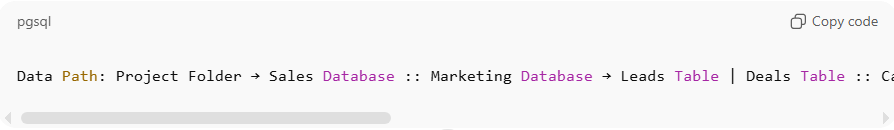 pgsql
Copy code
Data Path: Project Folder → Sales Database :: Marketing Database → Leads Table | Deals Table :: Ca